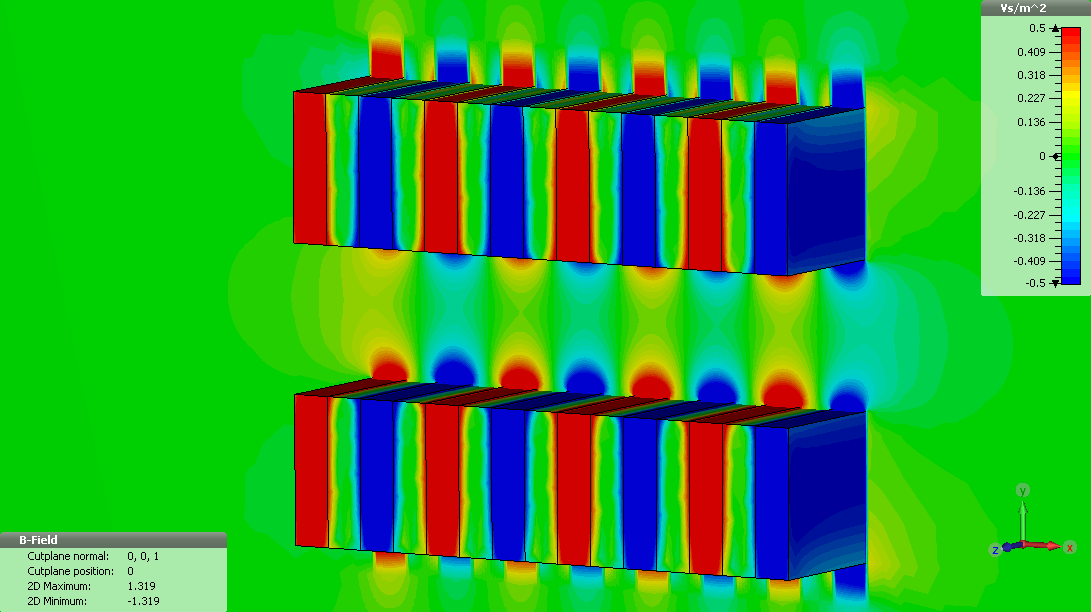 Vs/m^2
0.5
0.409
0.318
0.227
0.136
0
-0.136
-0.227
-0.318
-0.409
-0.5
y
z
x
B-Field
Cutplane normal: 0, 0, 1
Cutplane position: 0
2D Maximum: 1.319
2D Minimum: -1.319